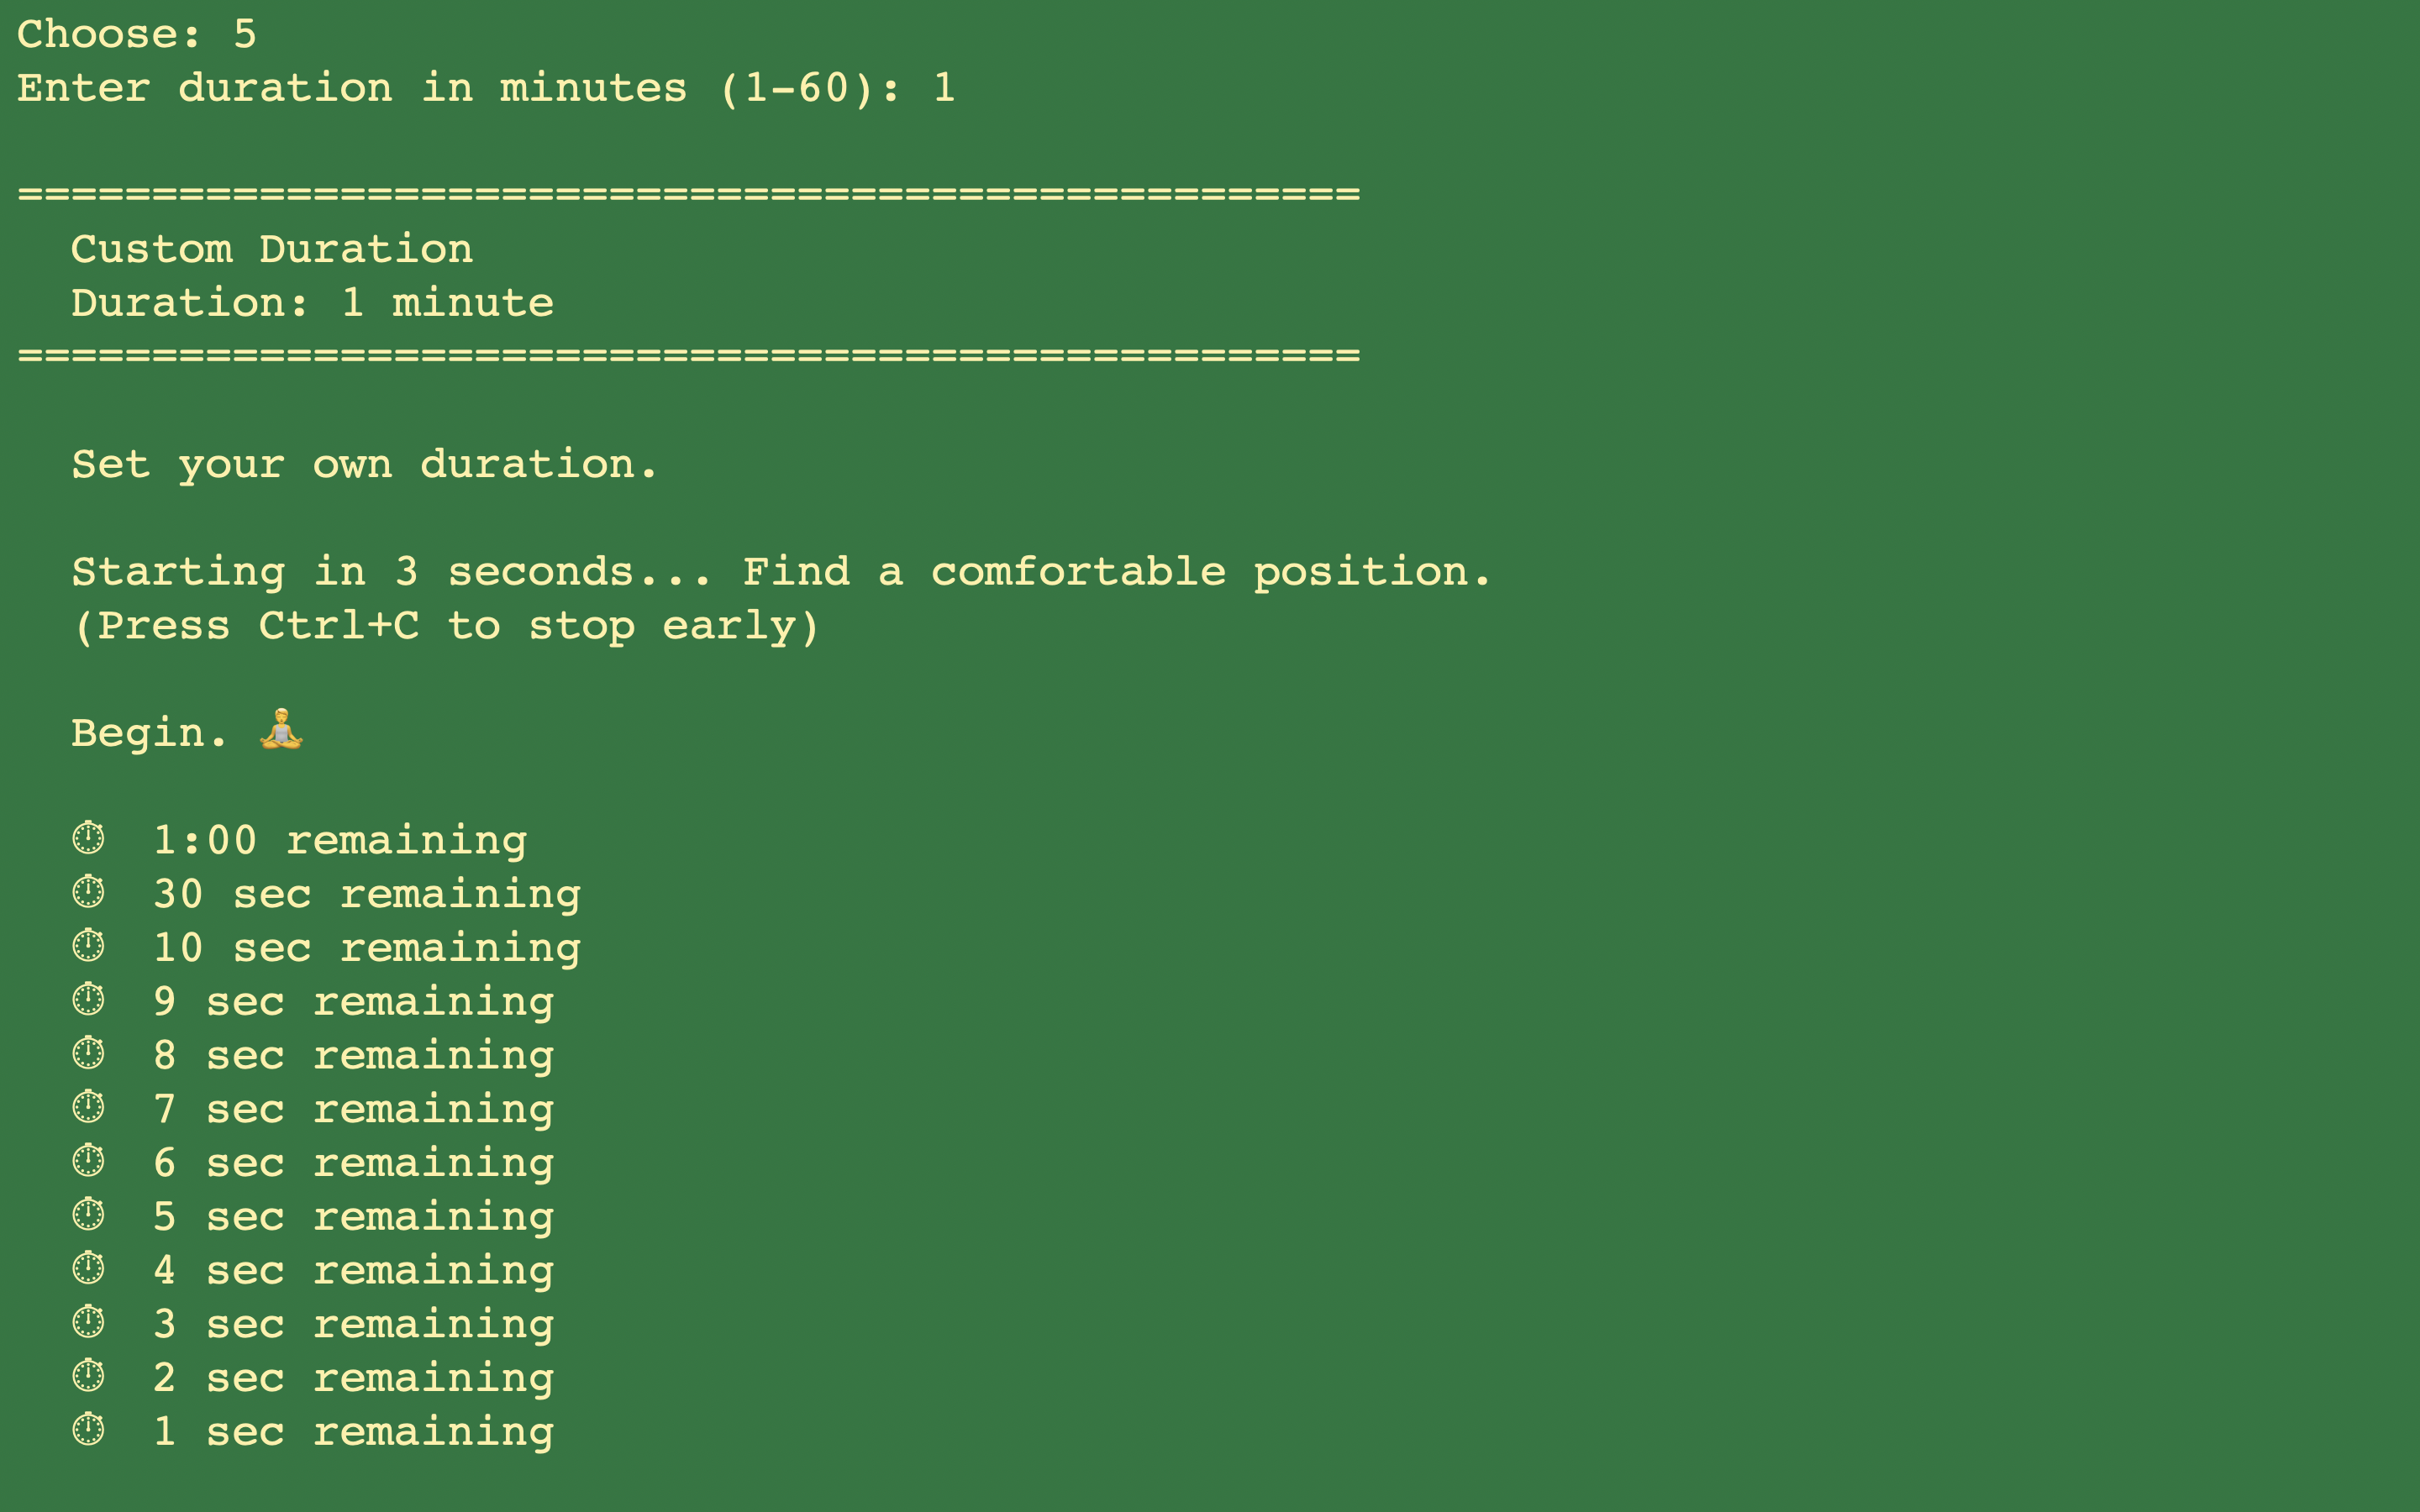 Choose: 5
Enter duration in minutes (1-60): 1
==================================================
Custom Duration
Duration: 1 minute
==================================================
Set your own duration.
Starting in 3 seconds... Find a comfortable position.
(Press Ctrl+C to stop early)
Begin. 🧘
⏱ 1:00 remaining
⏱ 30 sec remaining
⏱ 10 sec remaining
⏱ 9 sec remaining
⏱ 8 sec remaining
⏱ 7 sec remaining
⏱ 6 sec remaining
⏱ 5 sec remaining
⏱ 4 sec remaining
⏱ 3 sec remaining
⏱ 2 sec remaining
⏱ 1 sec remaining